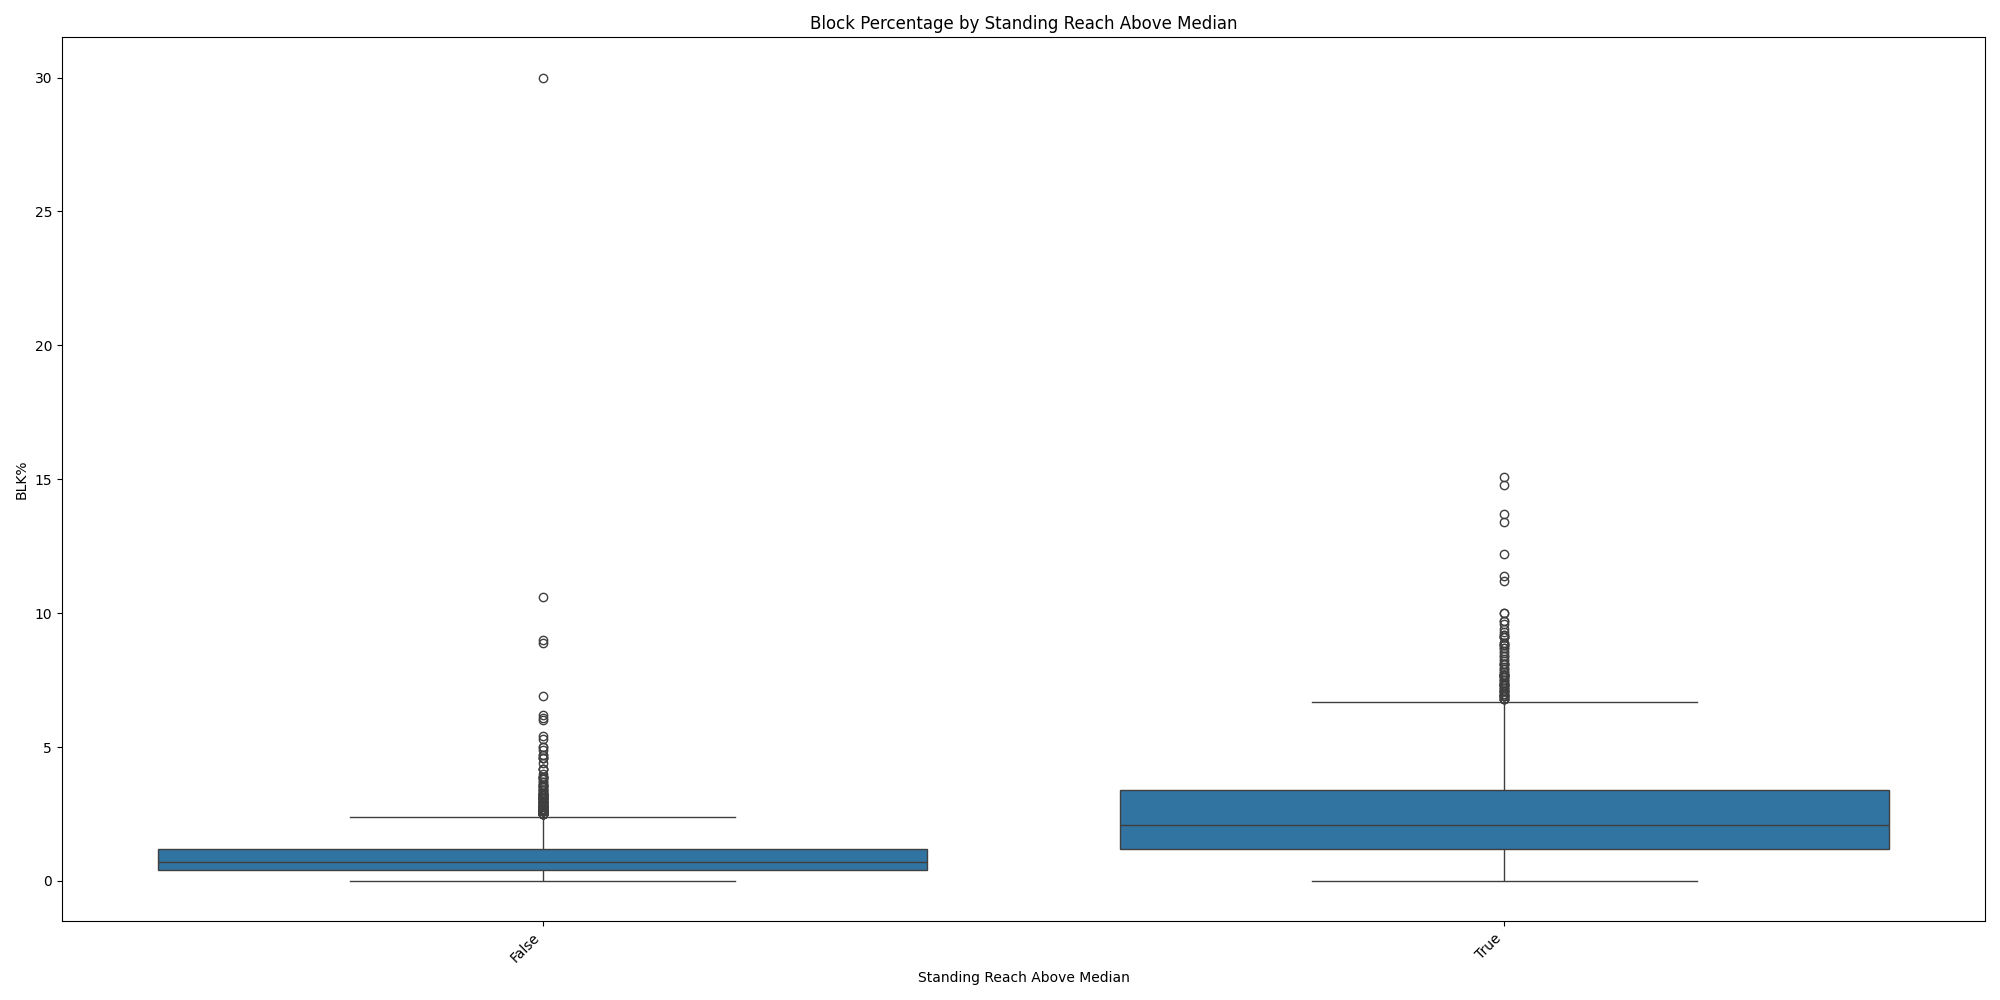 Block Percentage by Standing Reach Above Median
30
25
20
15
10
5
0
BLK%
False
True
Standing Reach Above Median